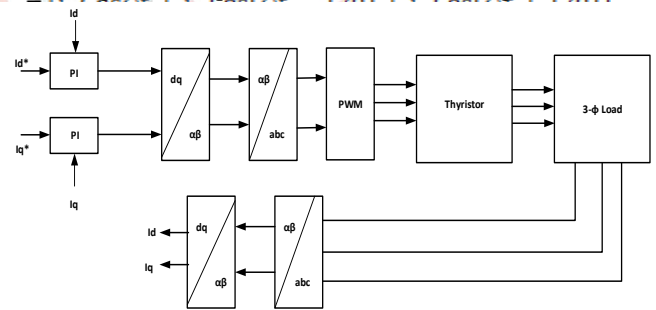 Id
Id*
PI
dq
αβ
αβ
abc
PWM
Thyristor
3-ϕ Load
PI
Iq*
Iq
Id
Iq
dq
αβ
αβ
abc